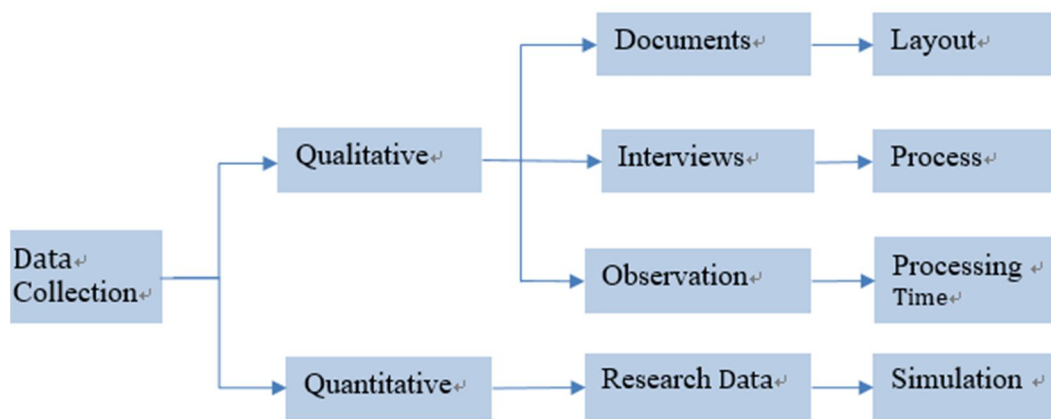 Documents↵
Layout↵
Qualitative↵
Interviews↵
Process↵
Data↵
Collection↵
Observation↵
Processing ↵
Time↵
Quantitative↵
Research Data↵
Simulation↵